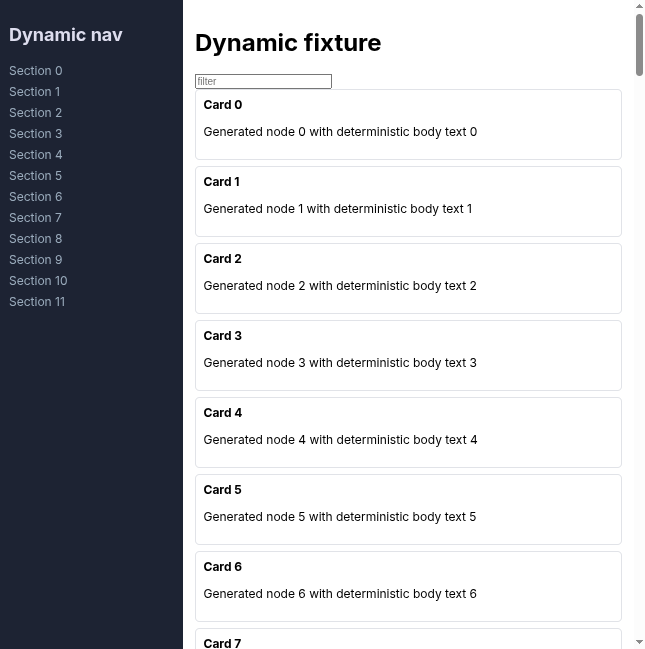 Dynamic nav
Section 0
Section 1
Section 2
Section 3
Section 4
Section 5
Section 6
Section 7
Section 8
Section 9
Section 10
Section 11
Dynamic fixture
filter
Card 0
Generated node 0 with deterministic body text 0
Card 1
Generated node 1 with deterministic body text 1
Card 2
Generated node 2 with deterministic body text 2
Card 3
Generated node 3 with deterministic body text 3
Card 4
Generated node 4 with deterministic body text 4
Card 5
Generated node 5 with deterministic body text 5
Card 6
Generated node 6 with deterministic body text 6
Card 7